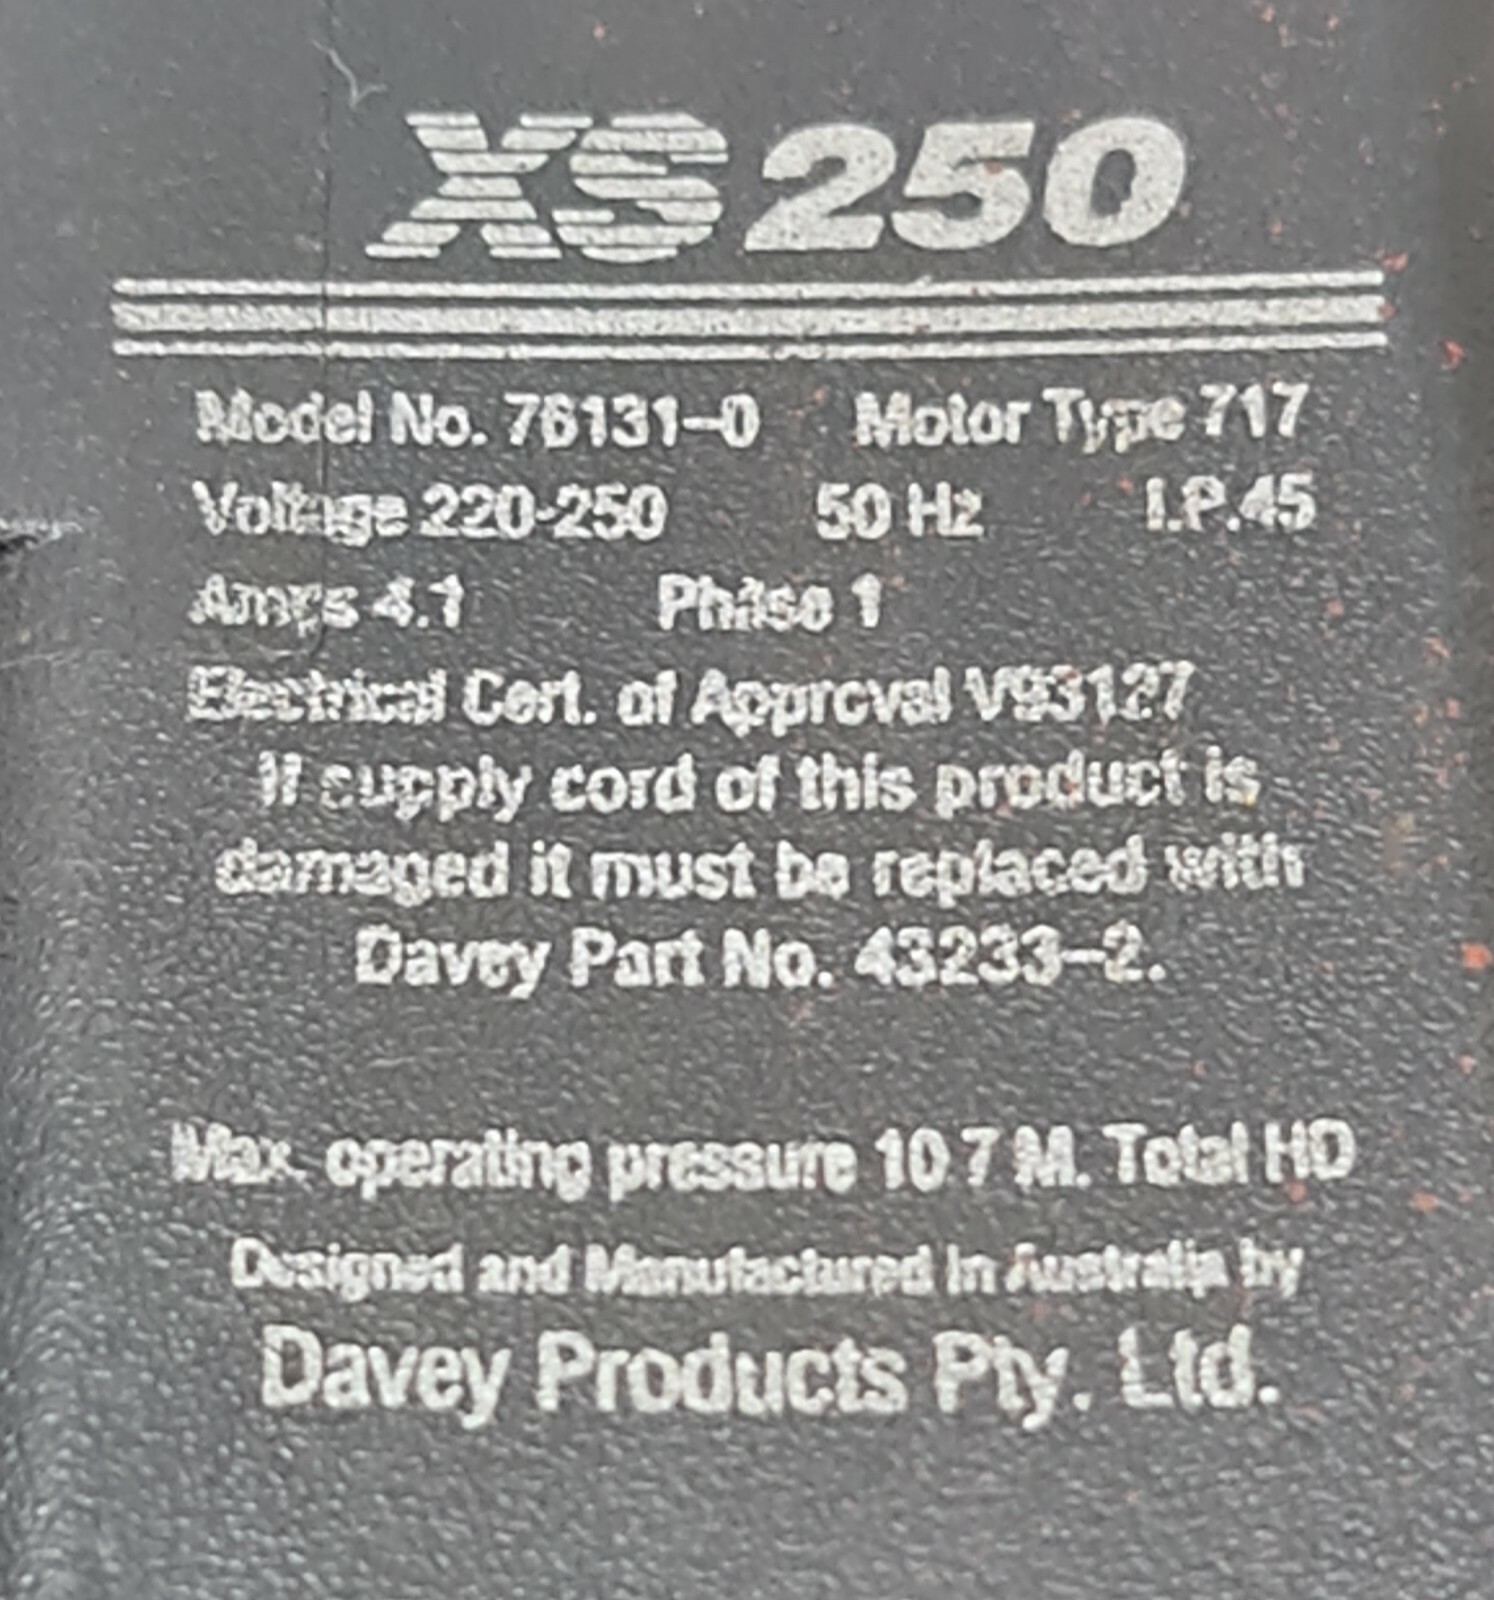 XS 250
Model No. 76131-0 Motor Type 717
Voltage 220-250 50 Hz I.P.45
Amps 4.1 Phase 1
Electrical Cert. of Approval V93127
If supply cord of this product is
damaged it must be replaced with
Davey Part No. 43233-2.
Max. operating pressure 10 7 M. Total HD
Designed and Manufactured in Australia by
Davey Products Pty. Ltd.